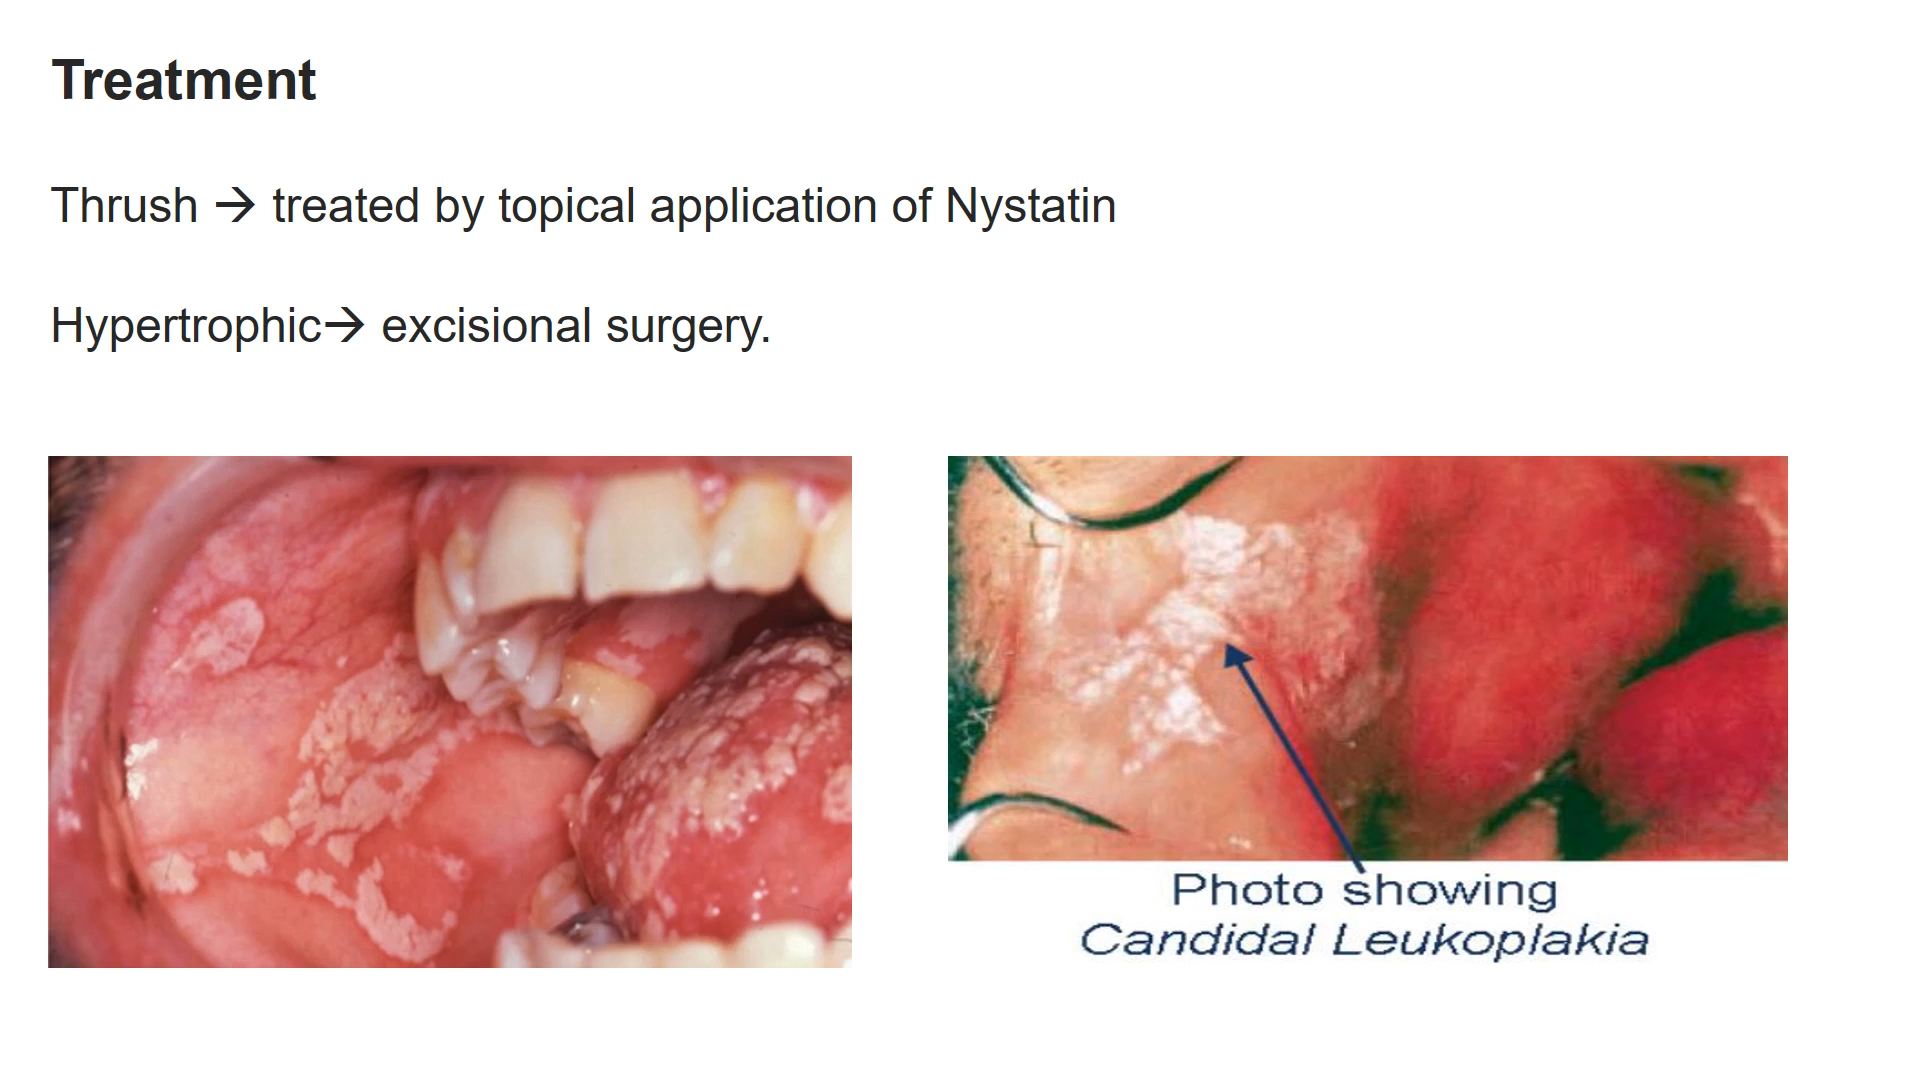 Treatment
Thrush → treated by topical application of Nystatin
Hypertrophic→ excisional surgery.
Photo showing
Candidal Leukoplakia